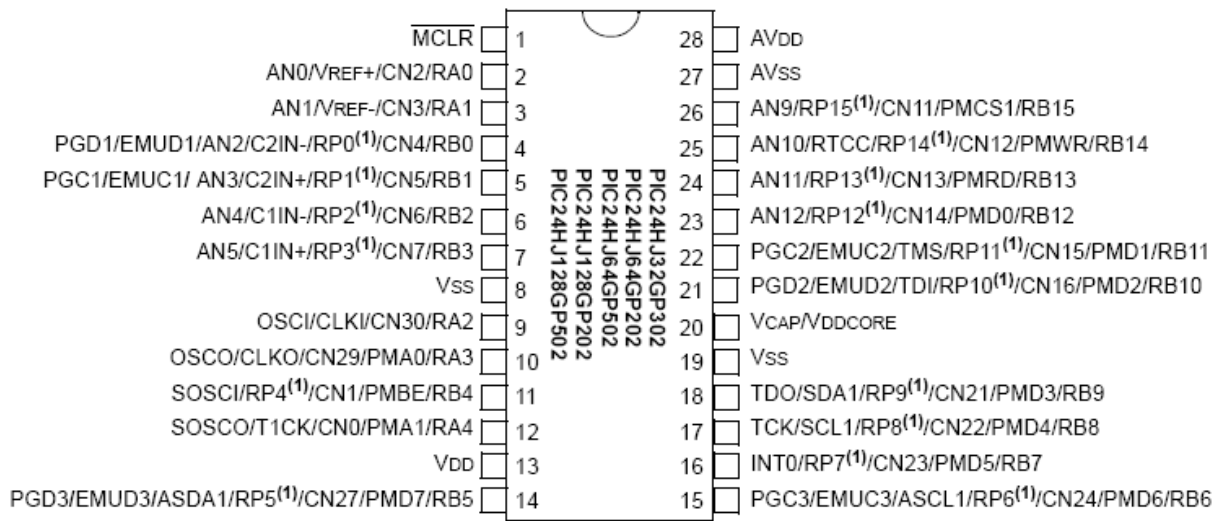 MCLR 1 28 AVDD
AN0/VREF+/CN2/RA0 2 27 AVSS
AN1/VREF-/CN3/RA1 3 26 AN9/RP15(1)/CN11/PMCS1/RB15
PGD1/EMUD1/AN2/C2IN-/RP0(1)/CN4/RB0 4 25 AN10/RTCC/RP14(1)/CN12/PMWR/RB14
PGC1/EMUC1/ AN3/C2IN+/RP1(1)/CN5/RB1 5 24 AN11/RP13(1)/CN13/PMRD/RB13
AN4/C1IN-/RP2(1)/CN6/RB2 6 23 AN12/RP12(1)/CN14/PMD0/RB12
AN5/C1IN+/RP3(1)/CN7/RB3 7 22 PGC2/EMUC2/TMS/RP11(1)/CN15/PMD1/RB11
VSS 8 21 PGD2/EMUD2/TDI/RP10(1)/CN16/PMD2/RB10
OSCI/CLKI/CN30/RA2 9 20 VCAP/VDDCORE
OSCO/CLKO/CN29/PMA0/RA3 10 19 VSS
SOSCI/RP4(1)/CN1/PMBE/RB4 11 18 TDO/SDA1/RP9(1)/CN21/PMD3/RB9
SOSCO/T1CK/CN0/PMA1/RA4 12 17 TCK/SCL1/RP8(1)/CN22/PMD4/RB8
VDD 13 16 INT0/RP7(1)/CN23/PMD5/RB7
PGD3/EMUD3/ASDA1/RP5(1)/CN27/PMD7/RB5 14 15 PGC3/EMUC3/ASCL1/RP6(1)/CN24/PMD6/RB6
PIC24HJ32GP302
PIC24HJ64GP202
PIC24HJ64GP502
PIC24HJ128GP202
PIC24HJ128GP502